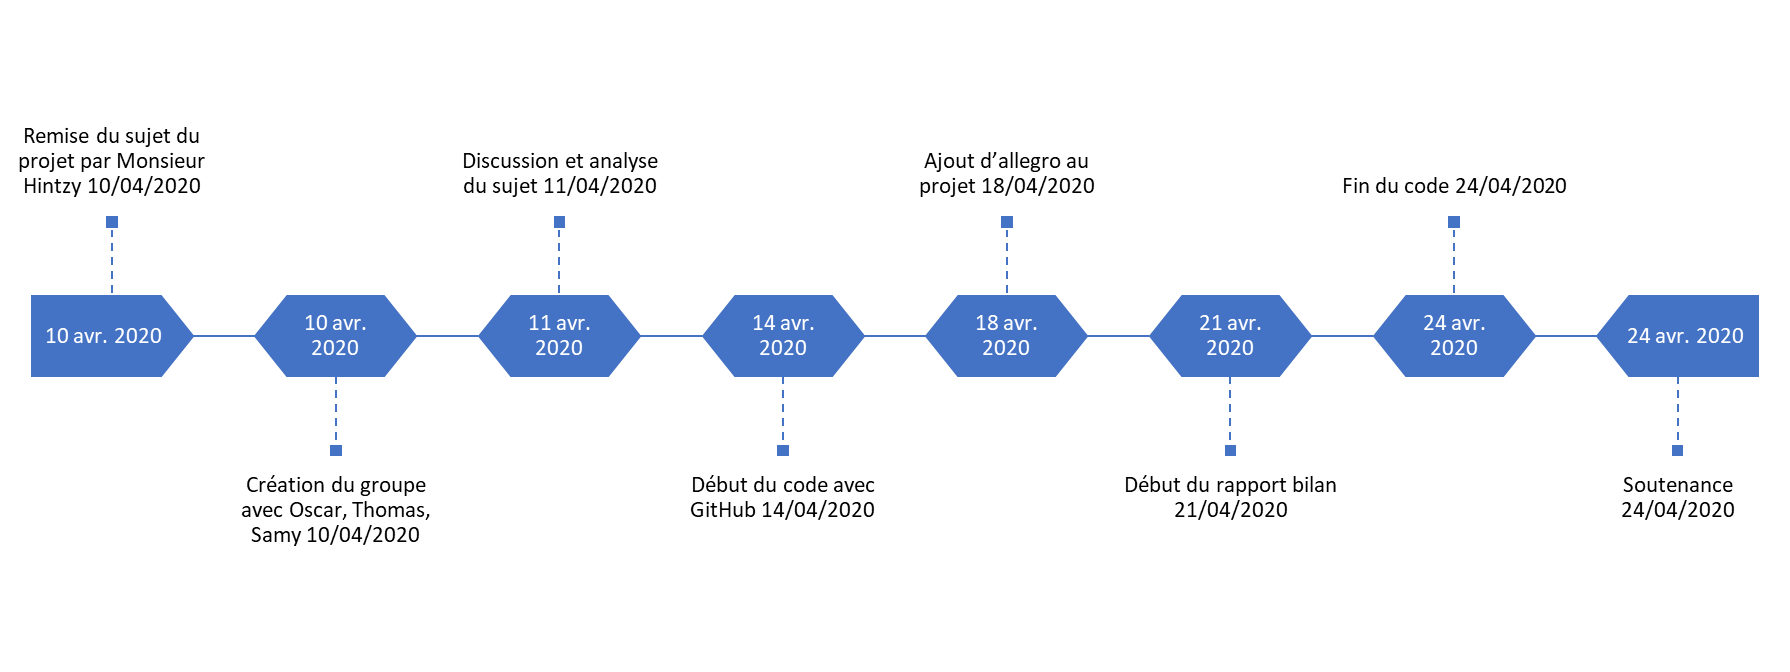 Remise du sujet du
projet par Monsieur
Hintzy 10/04/2020
Discussion et analyse
du sujet 11/04/2020
Ajout d’allegro au
projet 18/04/2020
Fin du code 24/04/2020
10 avr. 2020
10 avr.
2020
11 avr.
2020
14 avr.
2020
18 avr.
2020
21 avr.
2020
24 avr.
2020
24 avr. 2020
Création du groupe
avec Oscar, Thomas,
Samy 10/04/2020
Début du code avec
GitHub 14/04/2020
Début du rapport bilan
21/04/2020
Soutenance
24/04/2020